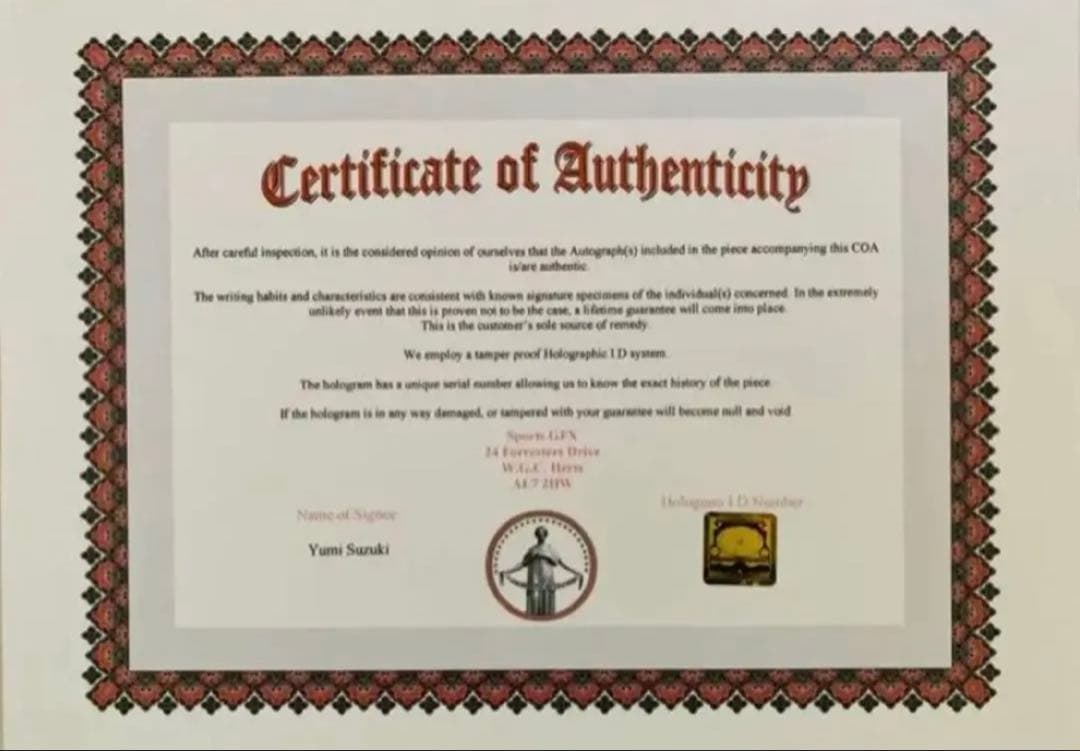 Certificate of Authenticity
After careful inspection, it is the considered opinion of ourselves that the Autograph(s) included in the piece accompanying this COA
is/are authentic.
The writing habits and characteristics are consistent with known signature specimens of the individual(s) concerned. In the extremely
unlikely event that this is proven not to be the case, a lifetime guarantee will come into place.
This is the customer's sole source of remedy.
We employ a tamper proof Holographic I.D system.
The hologram has a unique serial number allowing us to know the exact history of the piece.
If the hologram is in any way damaged, or tampered with your guarantee will become null and void
Sports GFX
24 Forresters Drive
W.G.C. Herts
AL7 2HW
Name of Signee
Hologram I.D Number
Yumi Suzuki